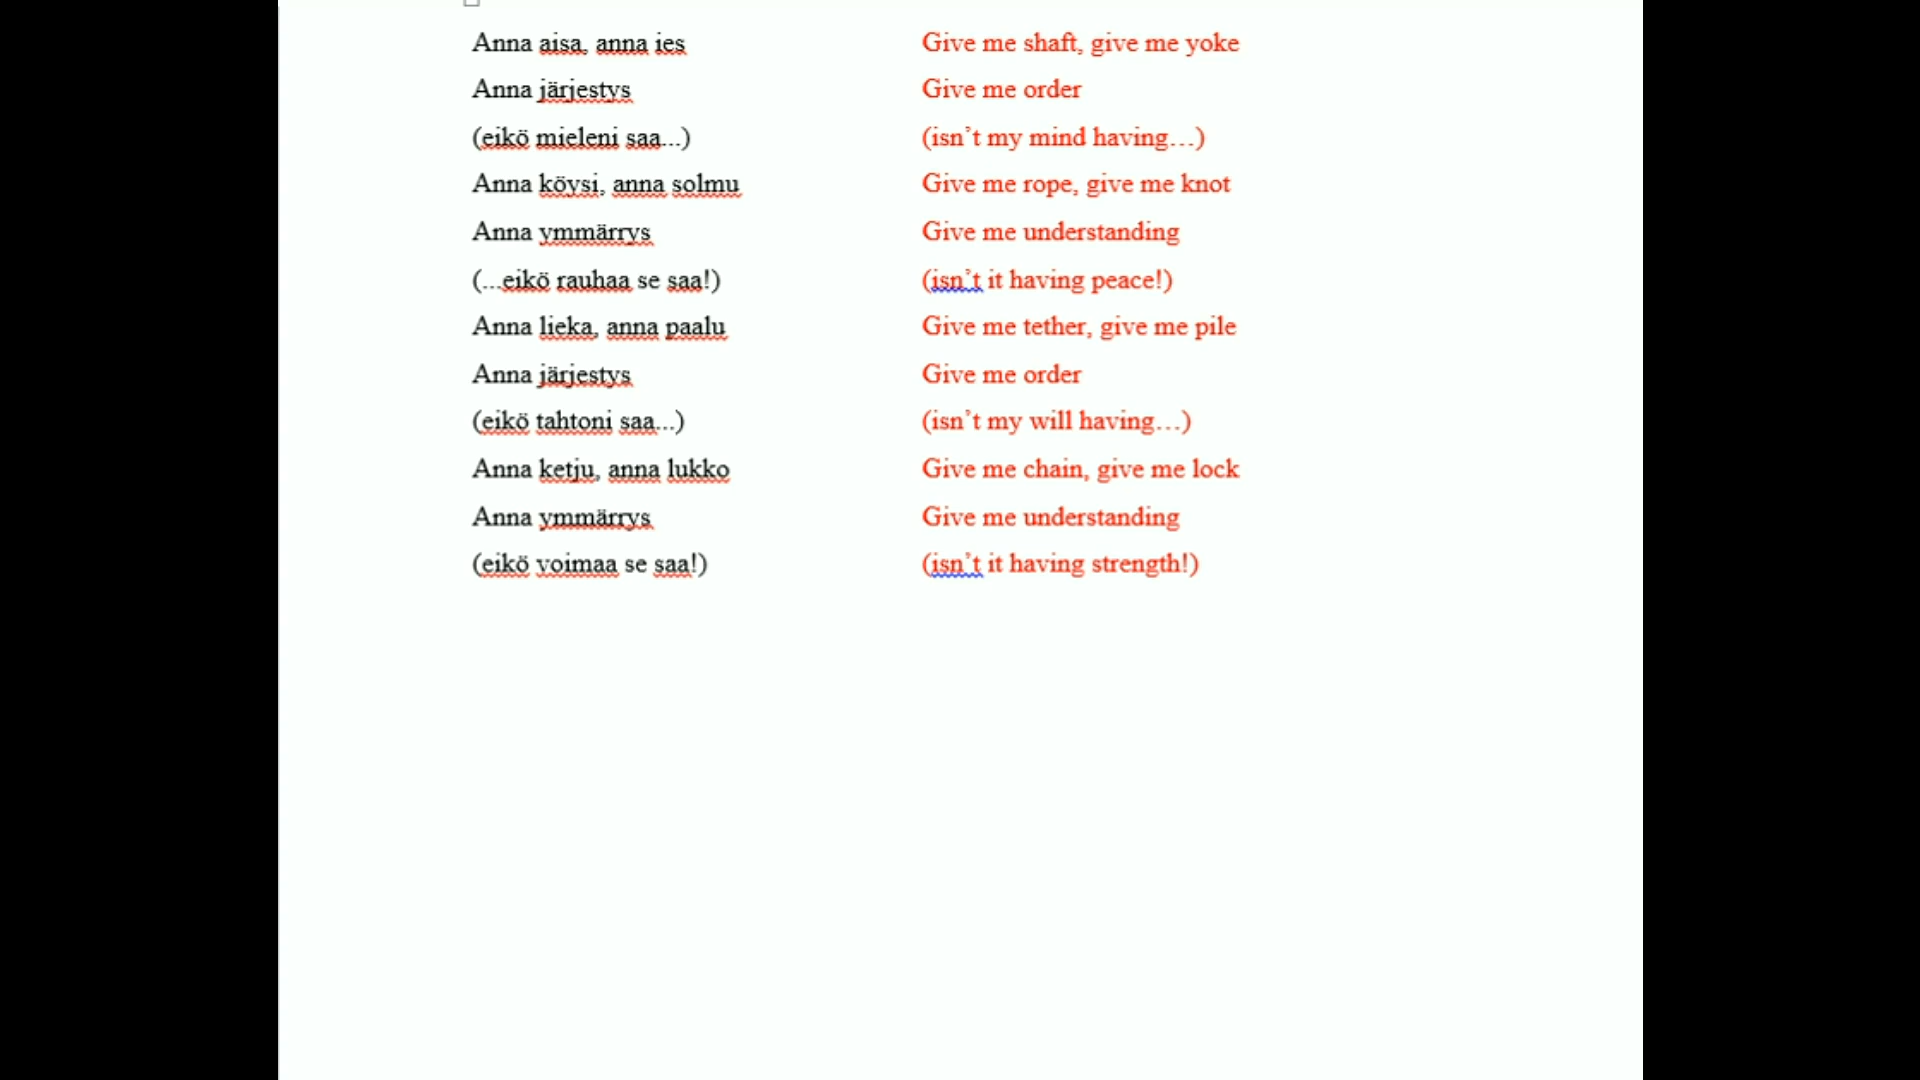 Anna aisa, anna ies Give me shaft, give me yoke
Anna järjestys Give me order
(eikö mieleni saa...) (isn’t my mind having…)
Anna köysi, anna solmu Give me rope, give me knot
Anna ymmärrys Give me understanding
(...eikö rauhaa se saa!) (isn’t it having peace!)
Anna lieka, anna paalu Give me tether, give me pile
Anna järjestys Give me order
(eikö tahtoni saa...) (isn’t my will having…)
Anna ketju, anna lukko Give me chain, give me lock
Anna ymmärrys Give me understanding
(eikö voimaa se saa!) (isn’t it having strength!)